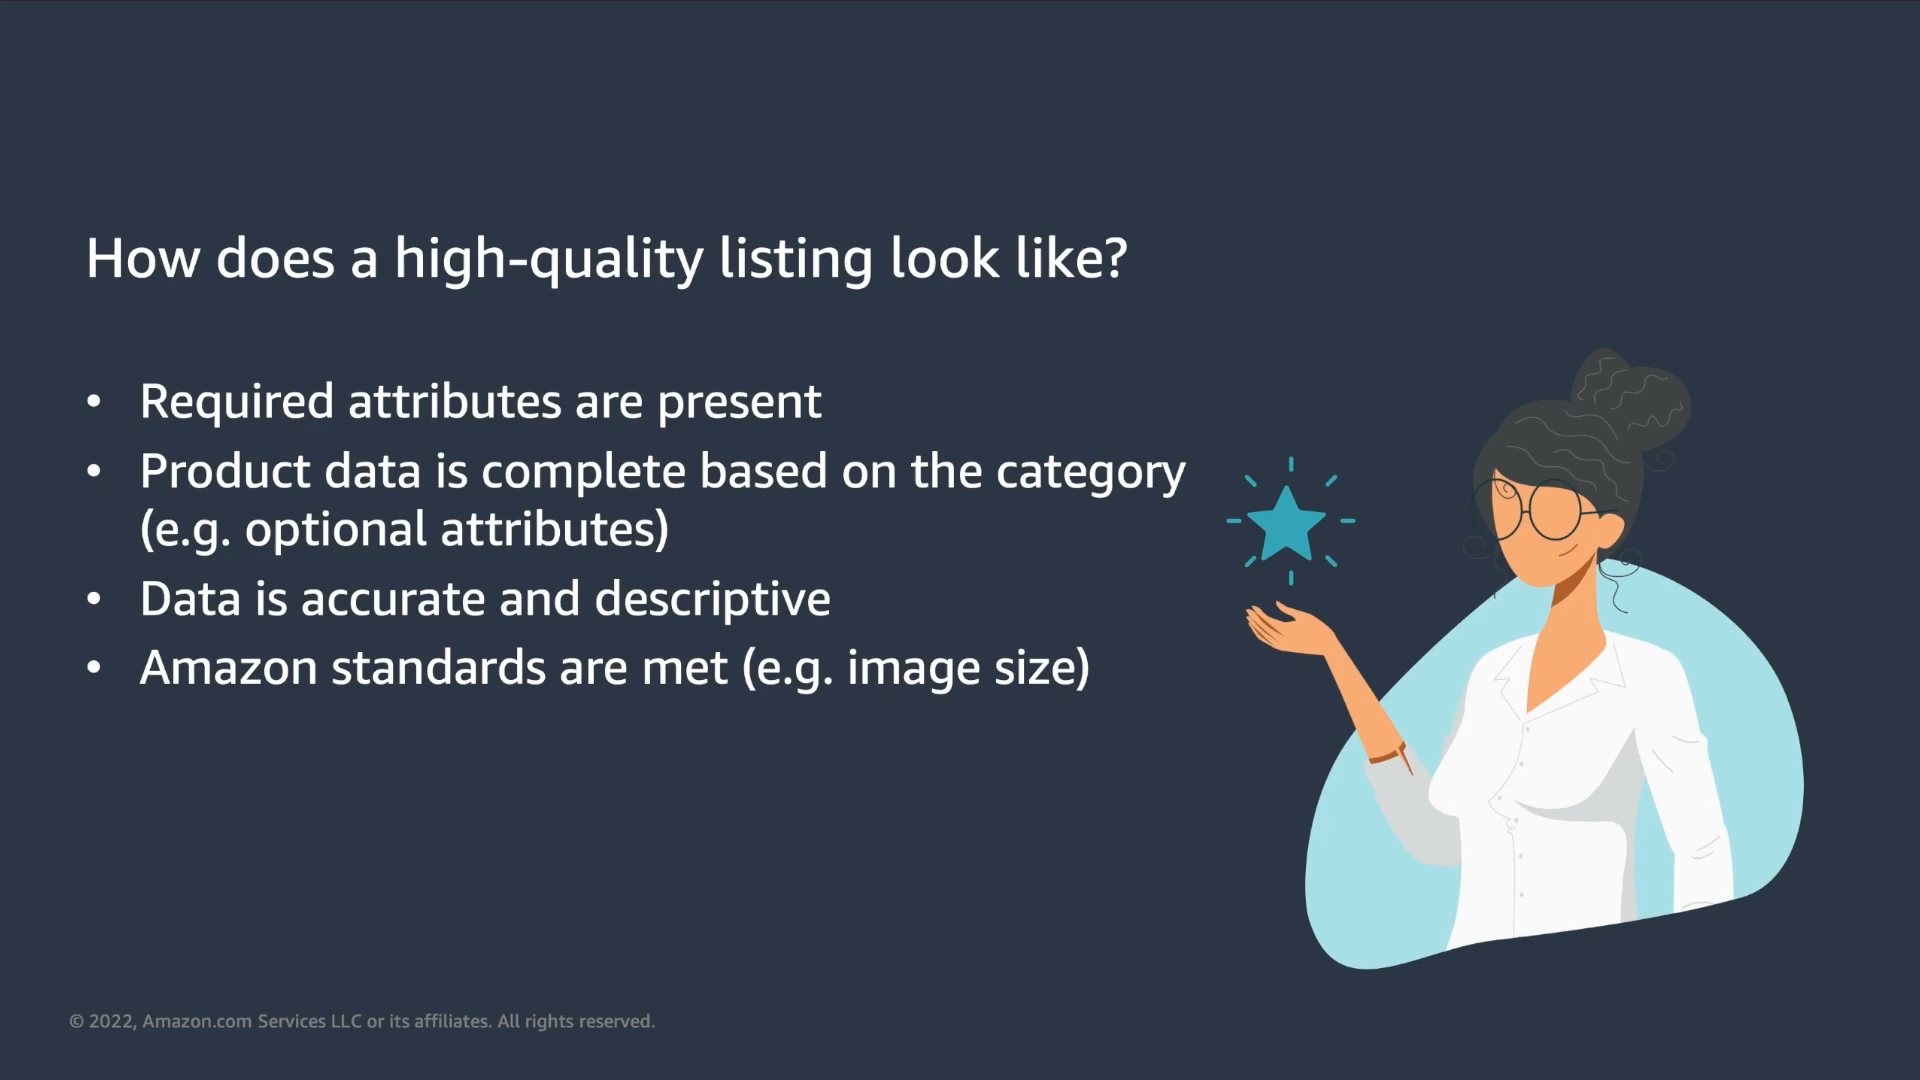 How does a high-quality listing look like?
• Required attributes are present
• Product data is complete based on the category
(e.g. optional attributes)
• Data is accurate and descriptive
• Amazon standards are met (e.g. image size)
© 2022, Amazon.com Services LLC or its affiliates. All rights reserved.